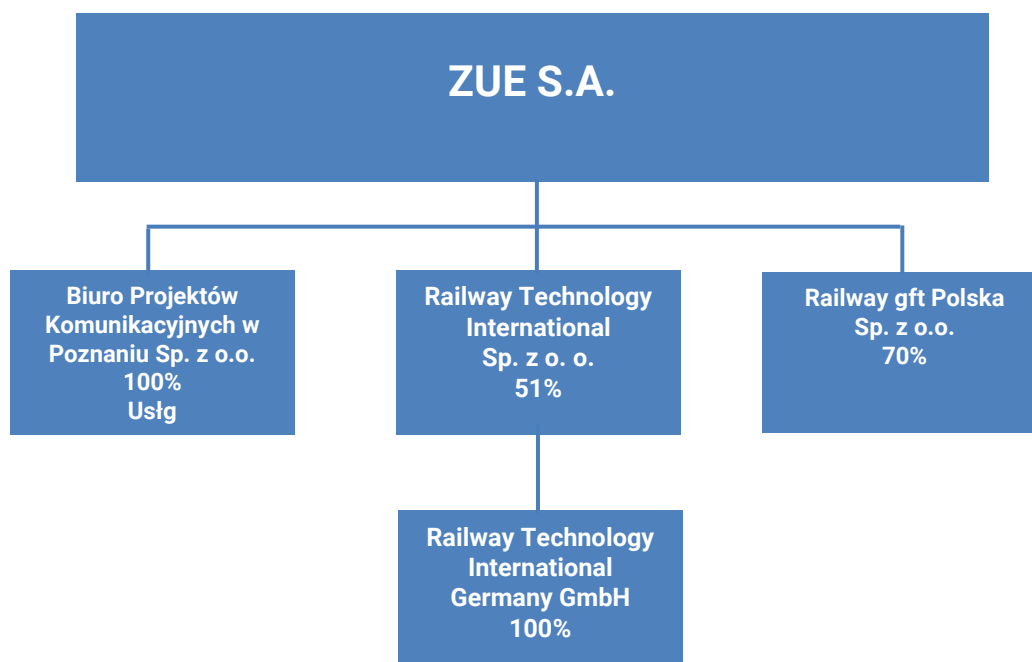 ZUE S.A.
Biuro Projektów
Komunikacyjnych w
Poznaniu Sp. z o.o.
100%
Usłg
Railway Technology
International
Sp. z o. o.
51%
Railway gft Polska
Sp. z o.o.
70%
Railway Technology
International
Germany GmbH
100%